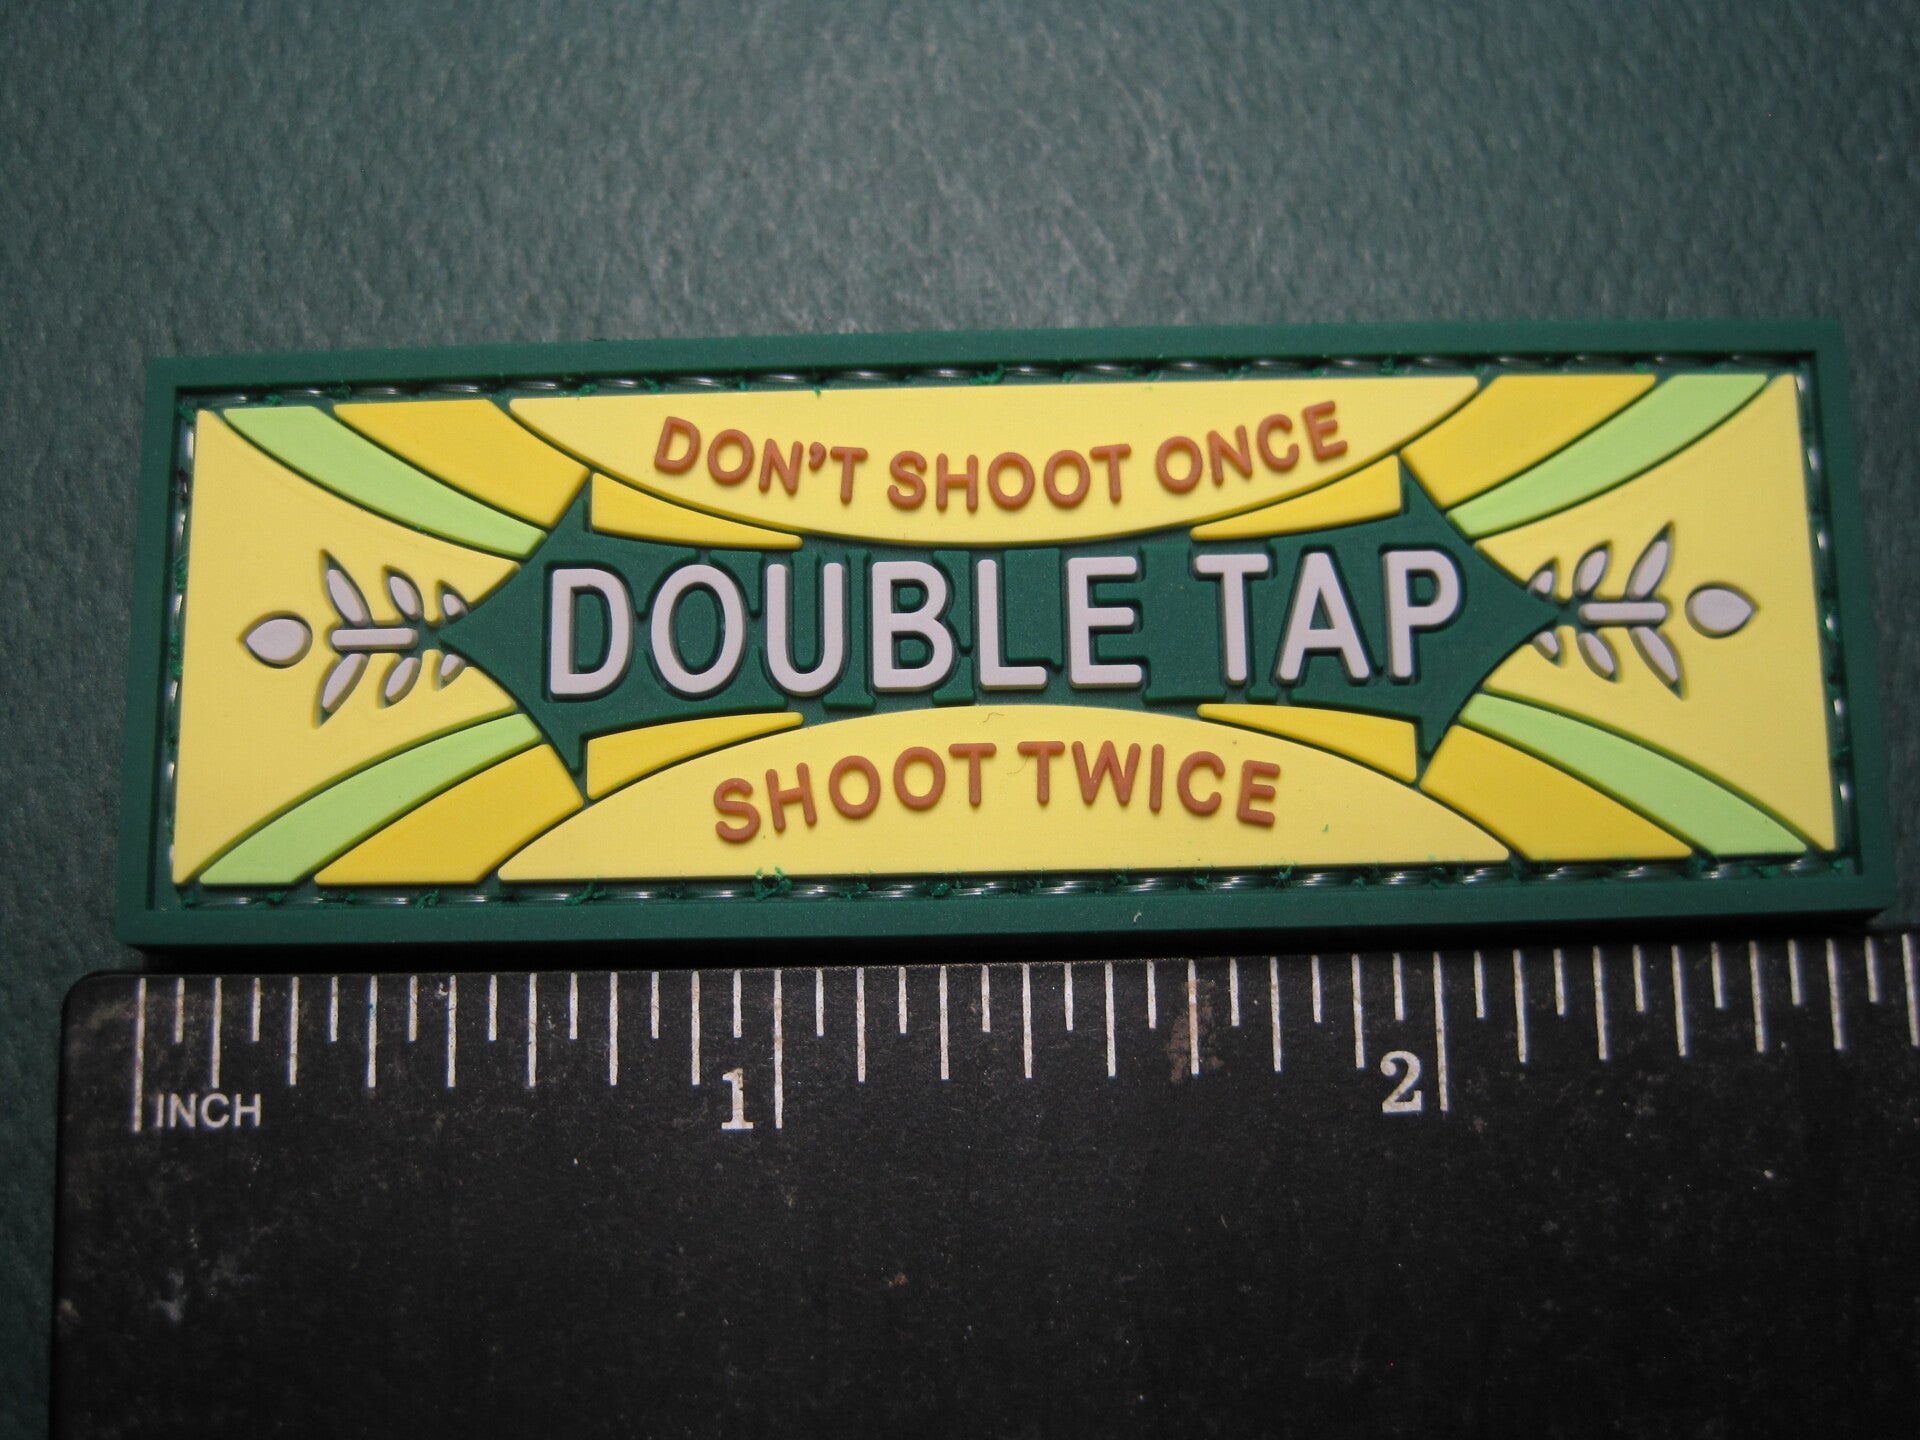 DON'T SHOOT ONCE
DOUBLE TAP
SHOOT TWICE
1 2
INCH